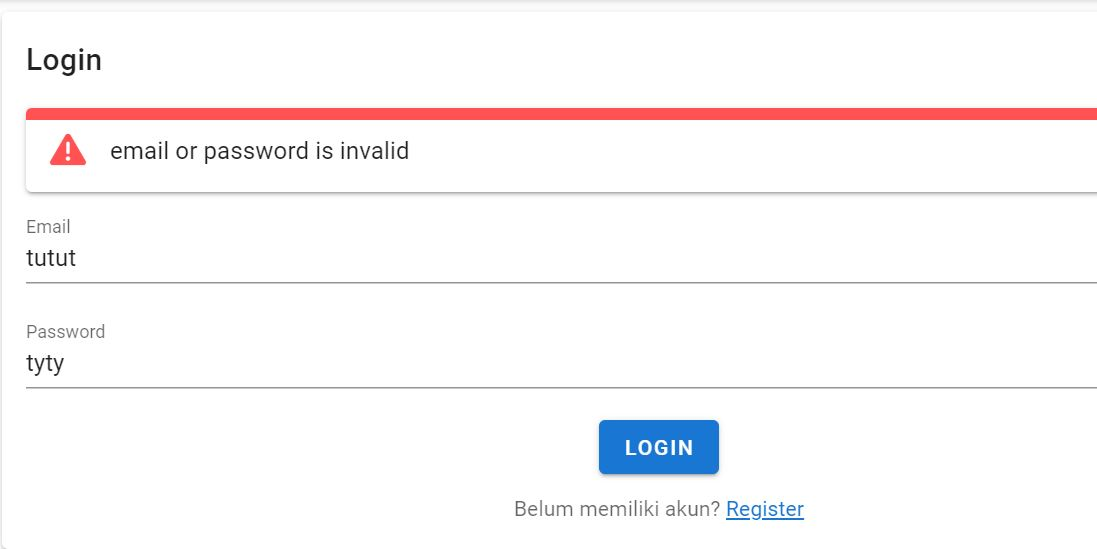 Login
email or password is invalid
Email
tutut
Password
tyty
LOGIN
Belum memiliki akun? Register